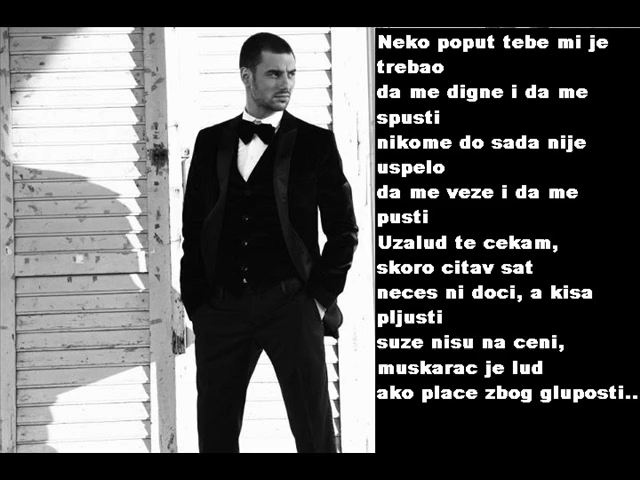 Neko poput tebe mi je
trebao
da me digne i da me
spusti
nikome do sada nije
uspelo
da me veze i da me
pusti
Uzalud te cekam,
skoro citav sat
neces ni doci, a kisa
pljusti
suze nisu na ceni,
muskarac je lud
ako place zbog gluposti..